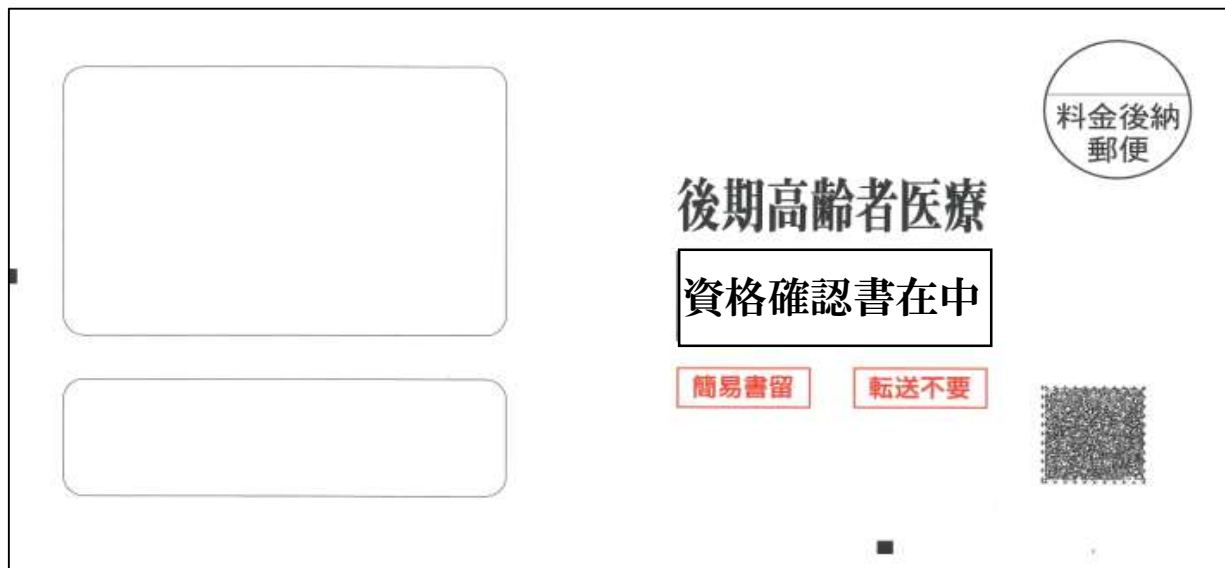 料金後納
郵便
後期高齢者医療
資格確認書在中
簡易書留
転送不要